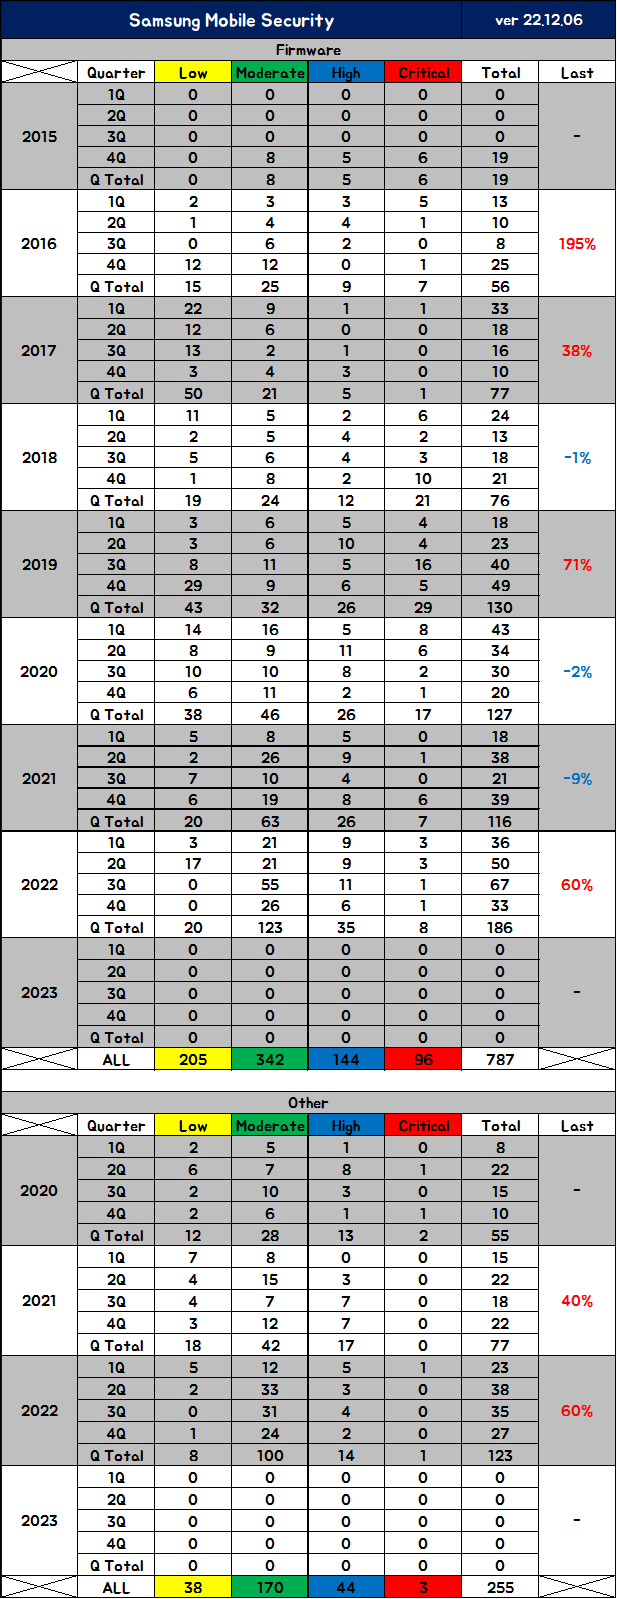 Samsung Mobile Security ver 22.12.06
Firmware
Quarter Low Moderate High Critical Total Last
1Q 0 0 0 0 0
2Q 0 0 0 0 0
2015 3Q 0 0 0 0 0 -
4Q 0 8 5 6 19
Q Total 0 8 5 6 19
1Q 2 3 3 5 13
2Q 1 4 4 1 10
2016 3Q 0 6 2 0 8 195%
4Q 12 12 0 1 25
Q Total 15 25 9 7 56
1Q 22 9 1 1 33
2Q 12 6 0 0 18
2017 3Q 13 2 1 0 16 38%
4Q 3 4 3 0 10
Q Total 50 21 5 1 77
1Q 11 5 2 6 24
2Q 2 5 4 2 13
2018 3Q 5 6 4 3 18 -1%
4Q 1 8 2 10 21
Q Total 19 24 12 21 76
1Q 3 6 5 4 18
2Q 3 6 10 4 23
2019 3Q 8 11 5 16 40 71%
4Q 29 9 6 5 49
Q Total 43 32 26 29 130
1Q 14 16 5 8 43
2Q 8 9 11 6 34
2020 3Q 10 10 8 2 30 -2%
4Q 6 11 2 1 20
Q Total 38 46 26 17 127
1Q 5 8 5 0 18
2Q 2 26 9 1 38
2021 3Q 7 10 4 0 21 -9%
4Q 6 19 8 6 39
Q Total 20 63 26 7 116
1Q 3 21 9 3 36
2Q 17 21 9 3 50
2022 3Q 0 55 11 1 67 60%
4Q 0 26 6 1 33
Q Total 20 123 35 8 186
1Q 0 0 0 0 0
2Q 0 0 0 0 0
2023 3Q 0 0 0 0 0 -
4Q 0 0 0 0 0
Q Total 0 0 0 0 0
ALL 205 342 144 96 787
Other
Quarter Low Moderate High Critical Total Last
1Q 2 5 1 0 8
2Q 6 7 8 1 22
2020 3Q 2 10 3 0 15 -
4Q 2 6 1 1 10
Q Total 12 28 13 2 55
1Q 7 8 0 0 15
2Q 4 15 3 0 22
2021 3Q 4 7 7 0 18 40%
4Q 3 12 7 0 22
Q Total 18 42 17 0 77
1Q 5 12 5 1 23
2Q 2 33 3 0 38
2022 3Q 0 31 4 0 35 60%
4Q 1 24 2 0 27
Q Total 8 100 14 1 123
1Q 0 0 0 0 0
2Q 0 0 0 0 0
2023 3Q 0 0 0 0 0 -
4Q 0 0 0 0 0
Q Total 0 0 0 0 0
ALL 38 170 44 3 255